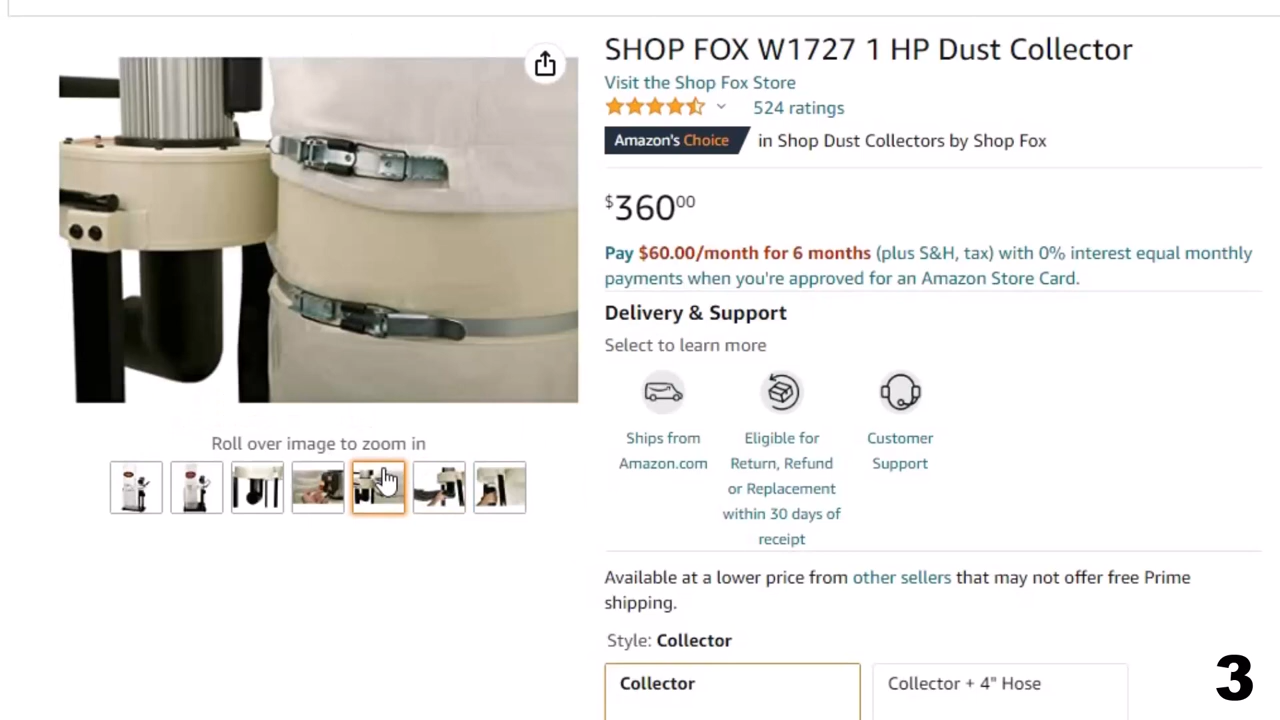 SHOP FOX W1727 1 HP Dust Collector
Visit the Shop Fox Store
524 ratings
Amazon's Choice in Shop Dust Collectors by Shop Fox
$36000
Pay $60.00/month for 6 months (plus S&H, tax) with 0% interest equal monthly
payments when you're approved for an Amazon Store Card.
Delivery & Support
Select to learn more
Ships from
Amazon.com
Eligible for
Return, Refund
or Replacement
within 30 days of
receipt
Customer
Support
Roll over image to zoom in
Available at a lower price from other sellers that may not offer free Prime
shipping.
Style: Collector
Collector
Collector + 4" Hose
3